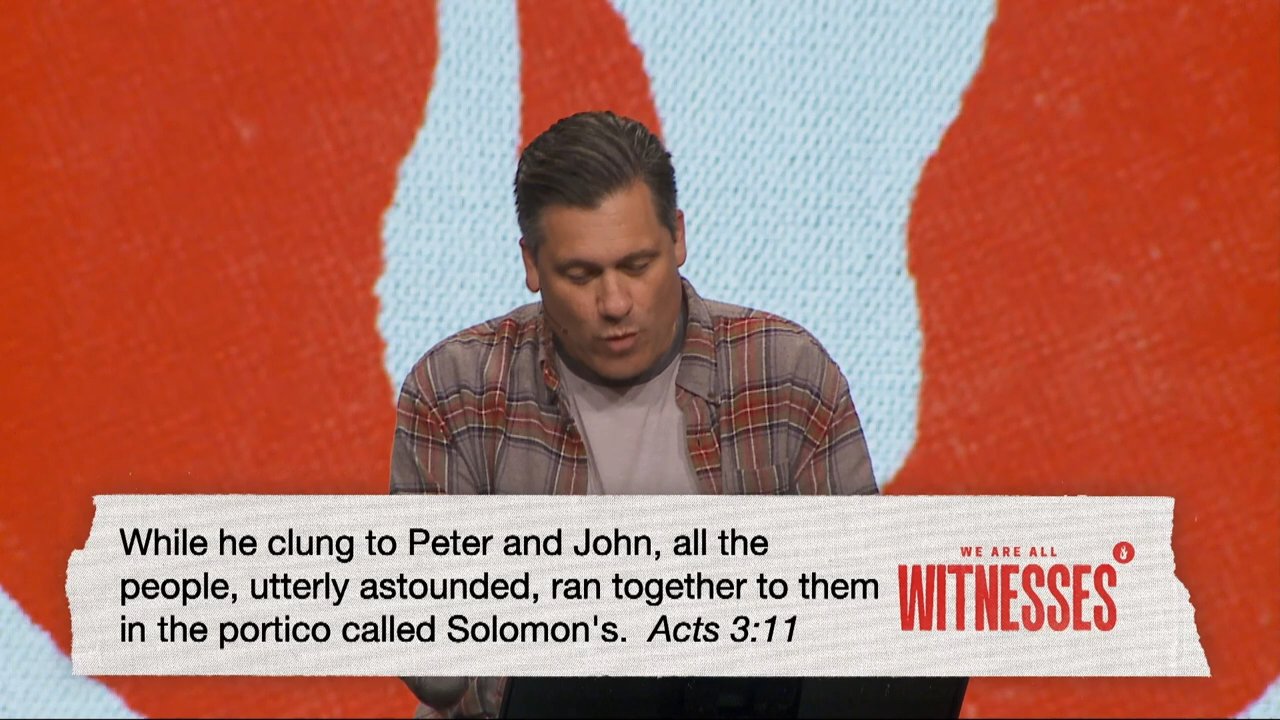 While he clung to Peter and John, all the
people, utterly astounded, ran together to them
in the portico called Solomon's.  Acts 3:11
WE ARE ALL
WITNESSES